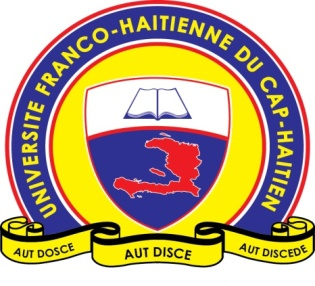 UNIVERSITE FRANCO-HAITIENNE DU CAP-HAITIEN
AUT DOSCE
AUT DISCE
AUT DISCEDE